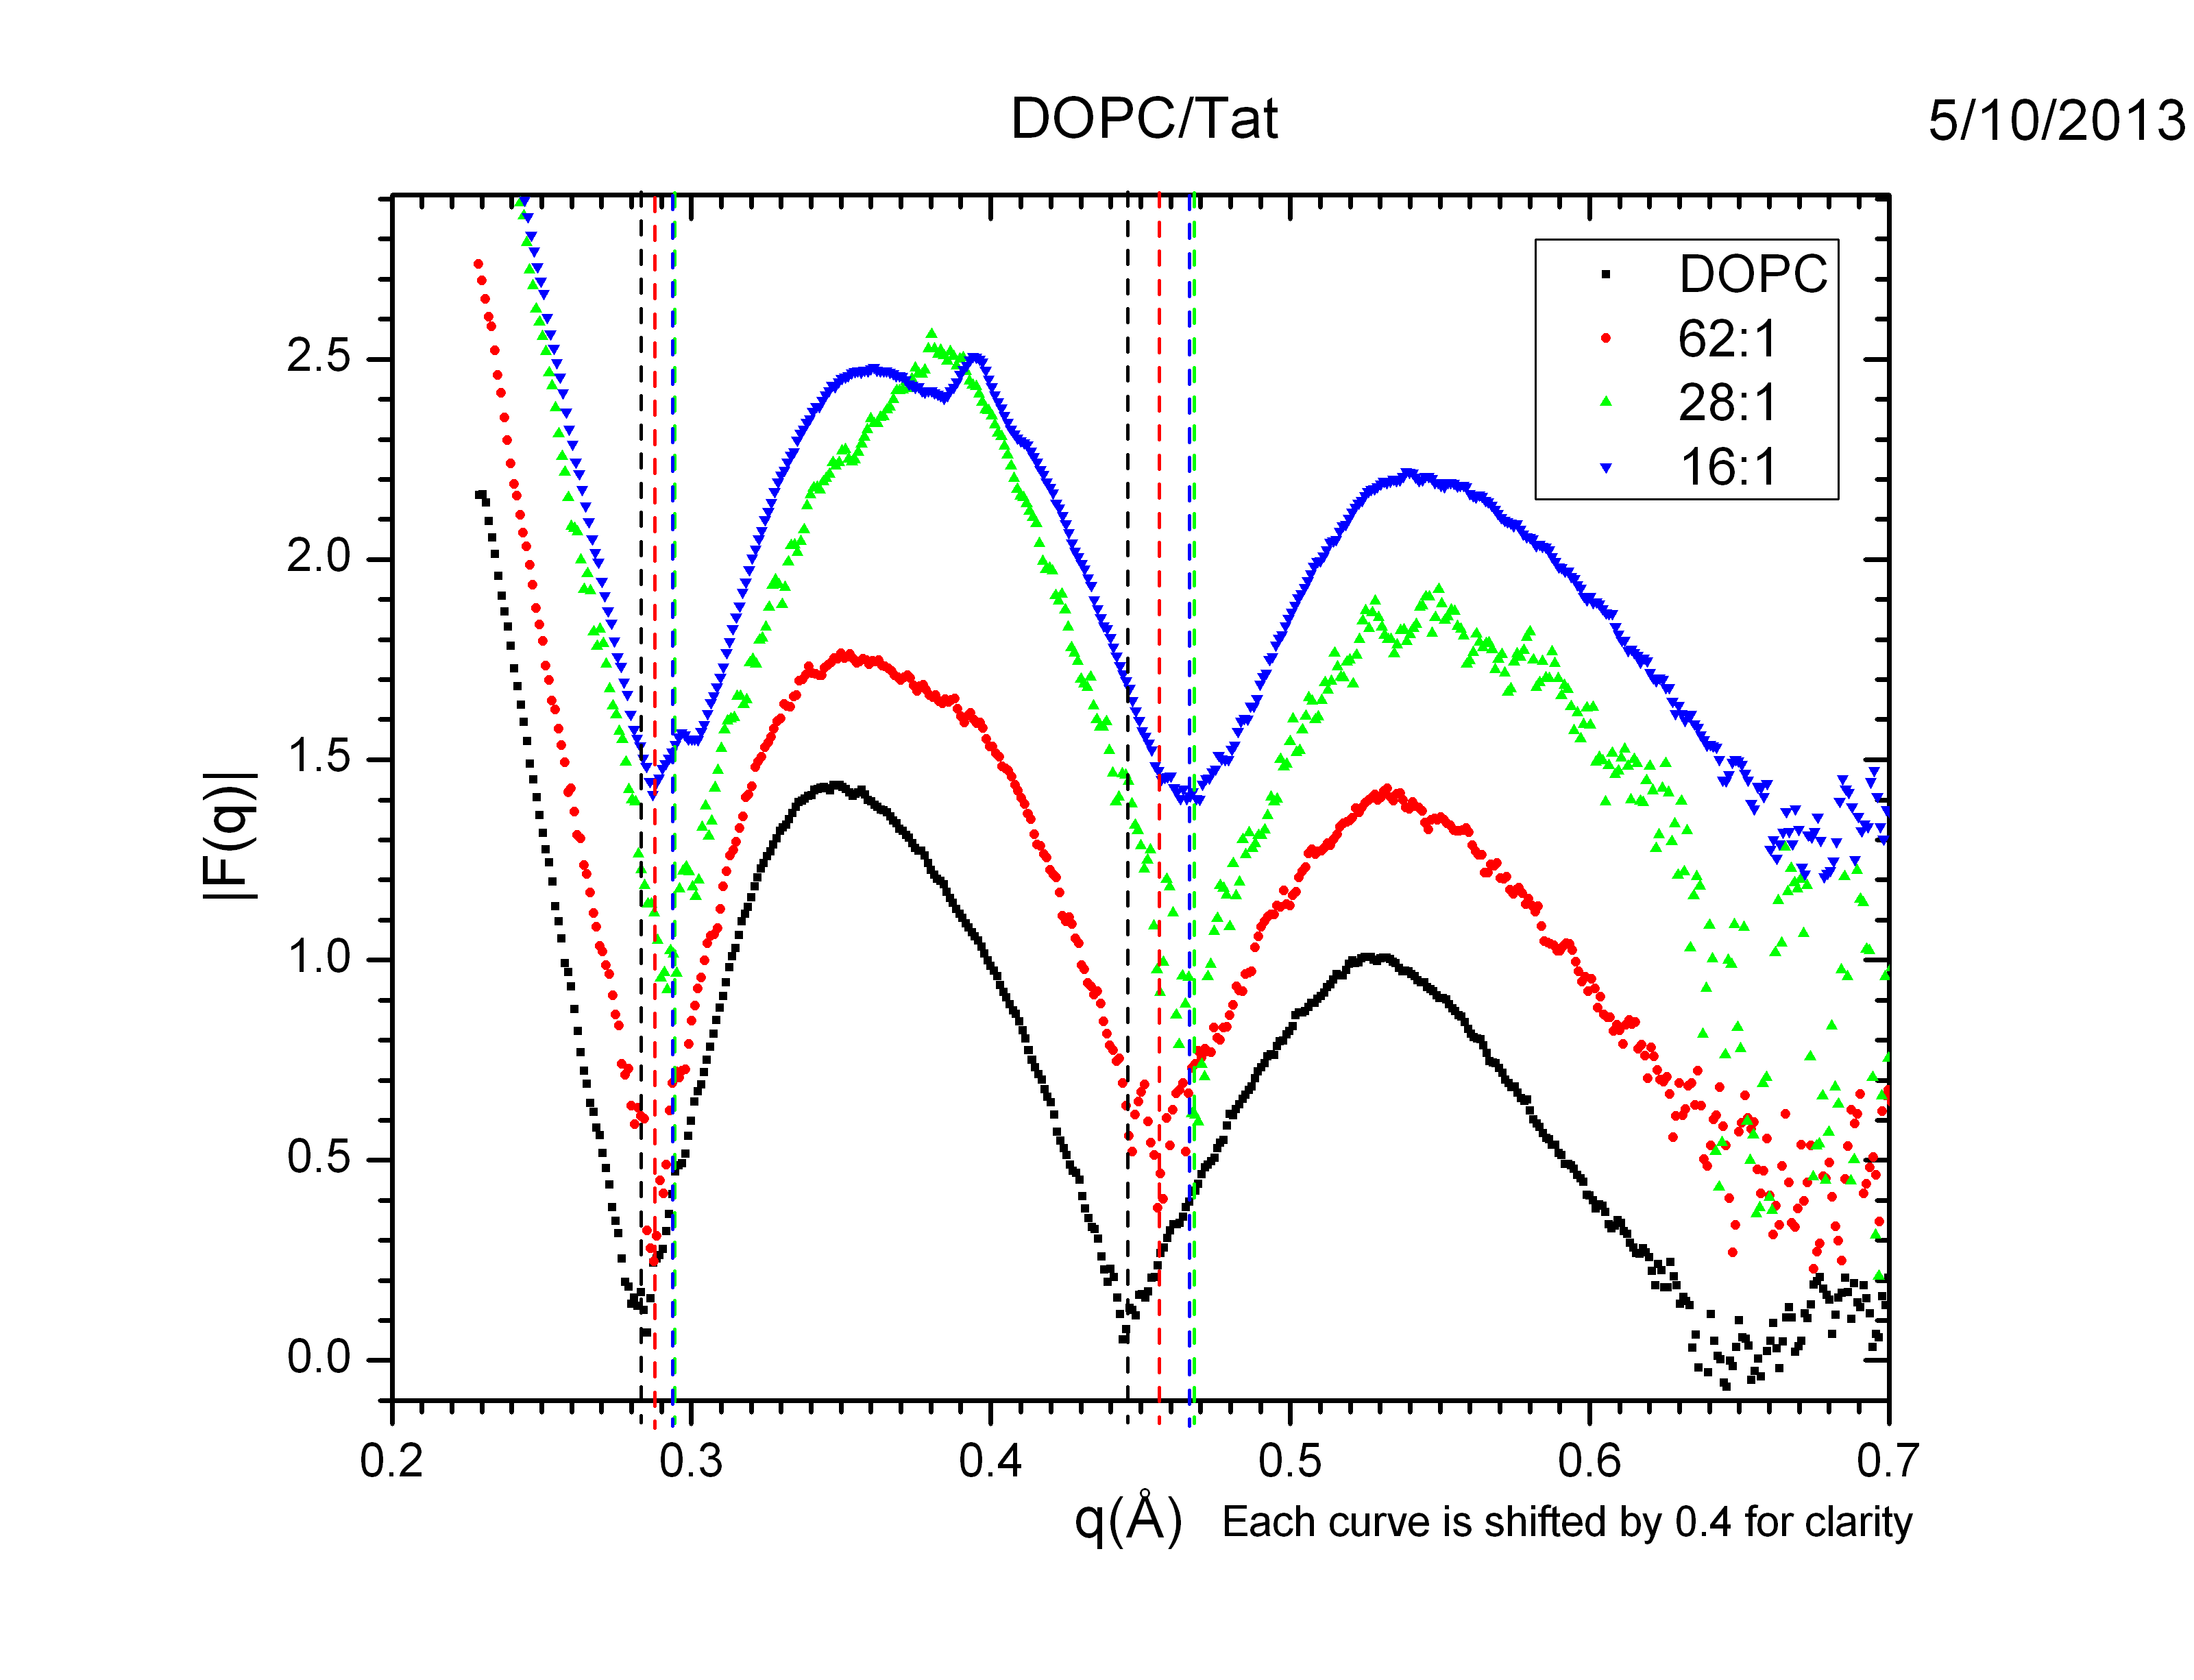 DOPC/Tat
5/10/2013
DOPC
62:1
28:1
16:1
|F(q)|
2.5
2.0
1.5
1.0
0.5
0.0
0.2 0.3 0.4 0.5 0.6 0.7
q(Å)
Each curve is shifted by 0.4 for clarity